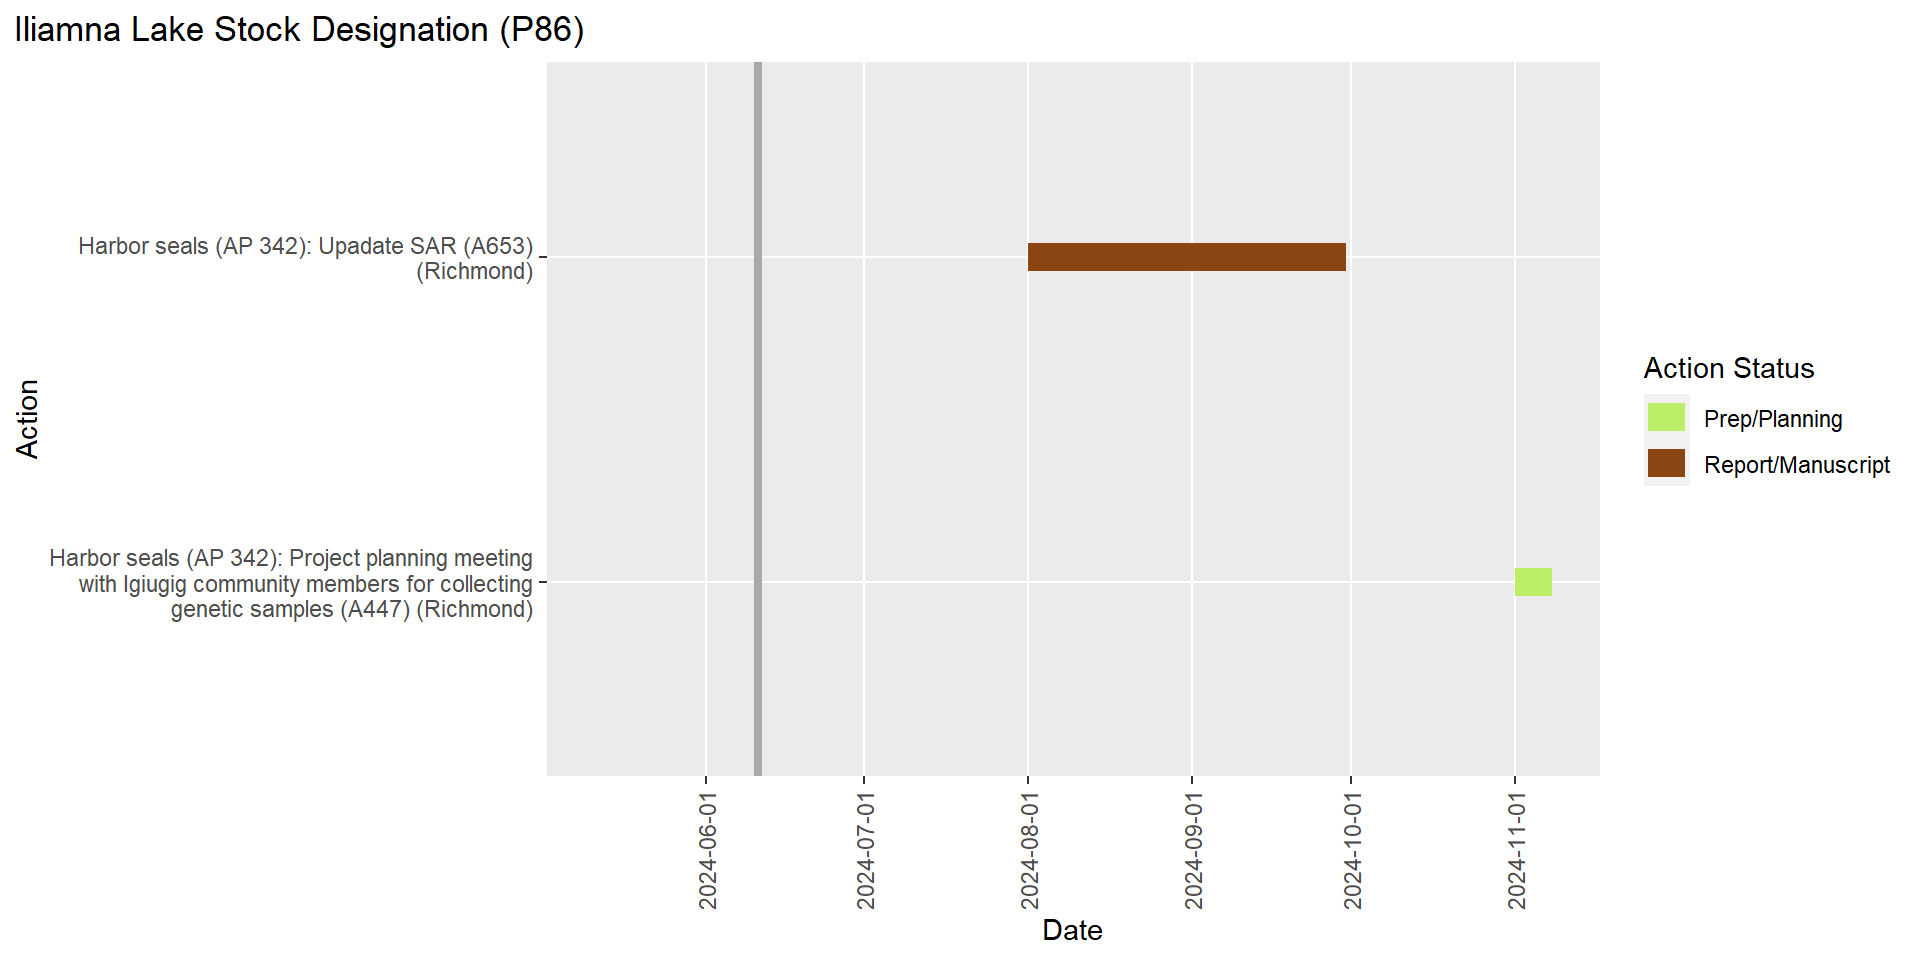 Iliamna Lake Stock Designation (P86)
Harbor seals (AP 342): Upadate SAR (A653)
(Richmond)
Harbor seals (AP 342): Project planning meeting
with Igiugig community members for collecting
genetic samples (A447) (Richmond)
Action
2024-06-01
2024-07-01
2024-08-01
2024-09-01
2024-10-01
2024-11-01
Date
Action Status
Prep/Planning
Report/Manuscript